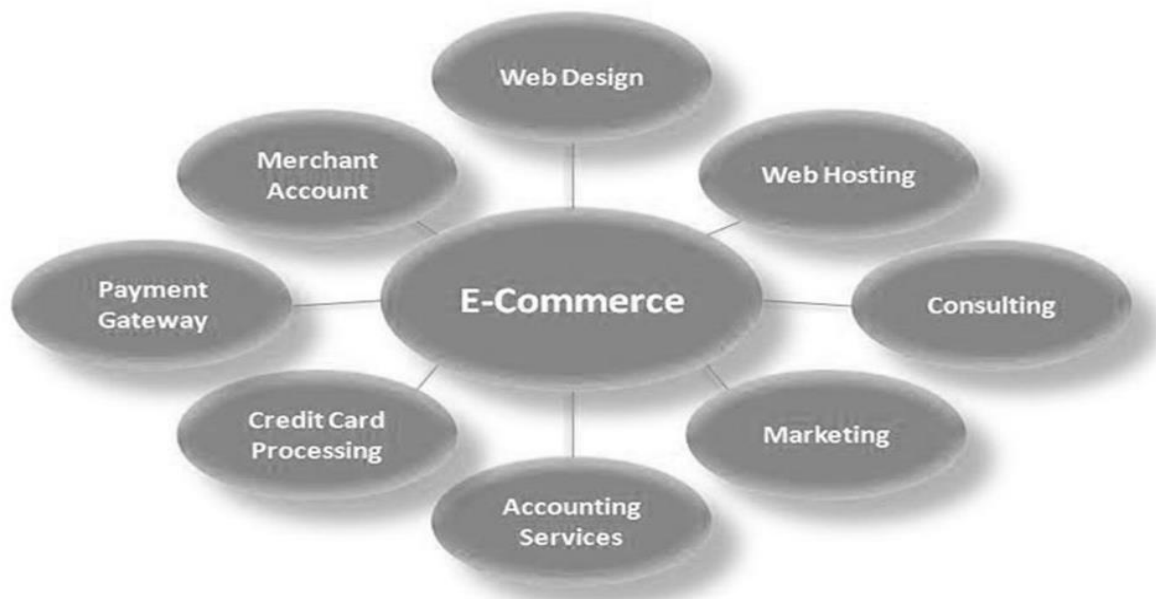 Web Design
Merchant
Account
Web Hosting
Payment
Gateway
E-Commerce
Consulting
Credit Card
Processing
Marketing
Accounting
Services